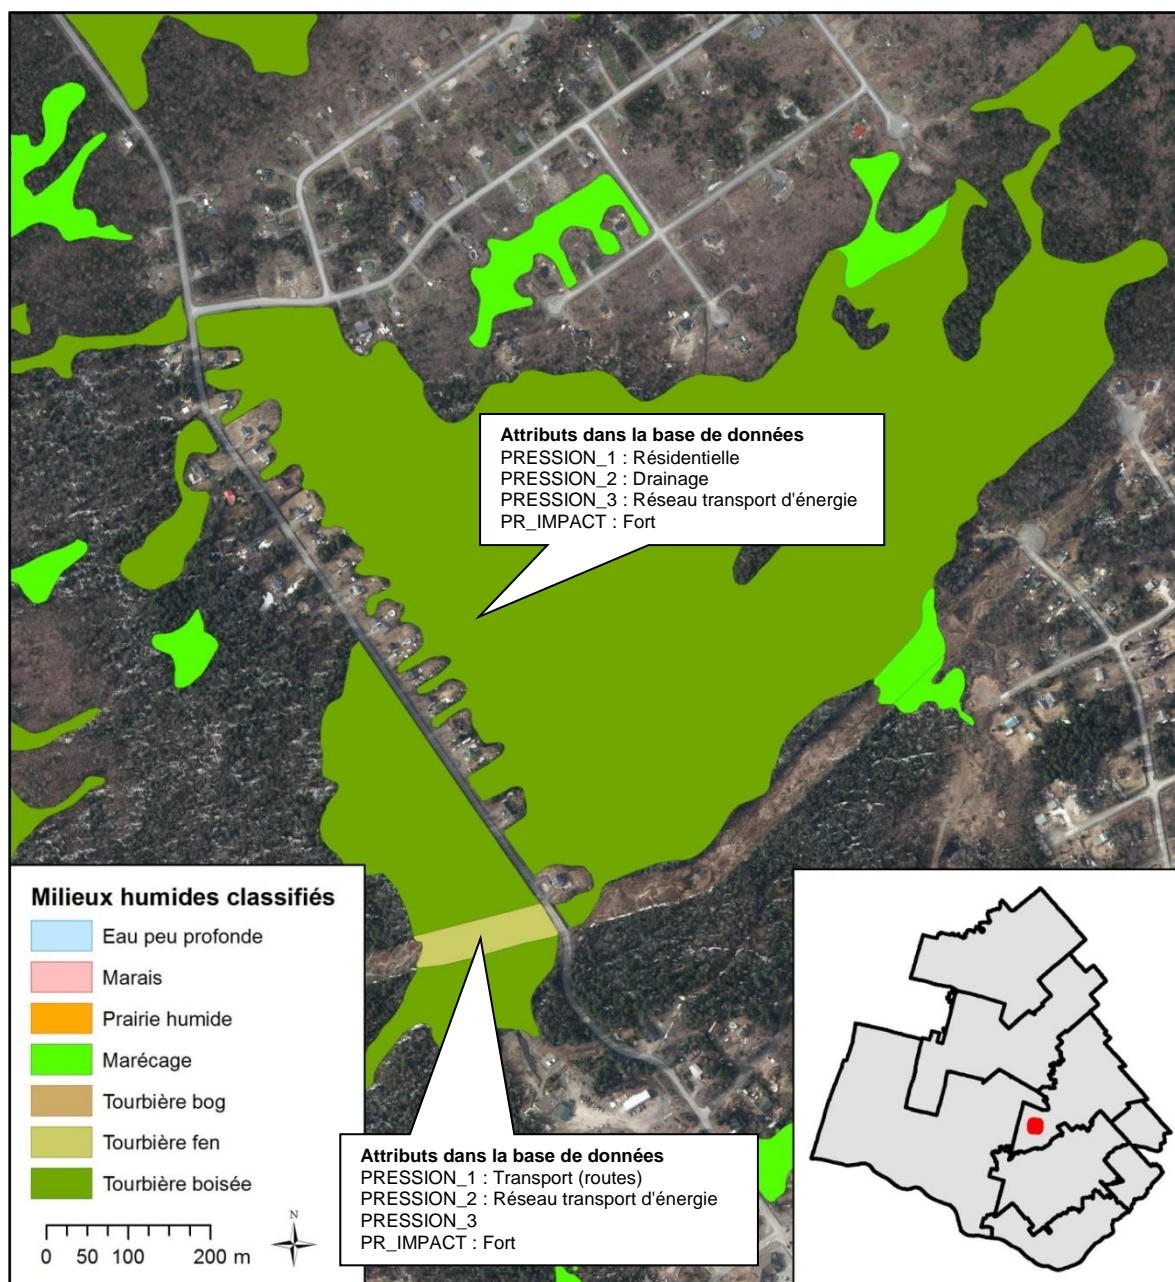 Attributs dans la base de données
PRESSION_1 : Résidentielle
PRESSION_2 : Drainage
PRESSION_3 : Réseau transport d'énergie
PR_IMPACT : Fort
Milieux humides classifiés
Eau peu profonde
Marais
Prairie humide
Marécage
Tourbière bog
Tourbière fen
Tourbière boisée
0 50 100 200 m
N
Attributs dans la base de données
PRESSION_1 : Transport (routes)
PRESSION_2 : Réseau transport d'énergie
PRESSION_3
PR_IMPACT : Fort